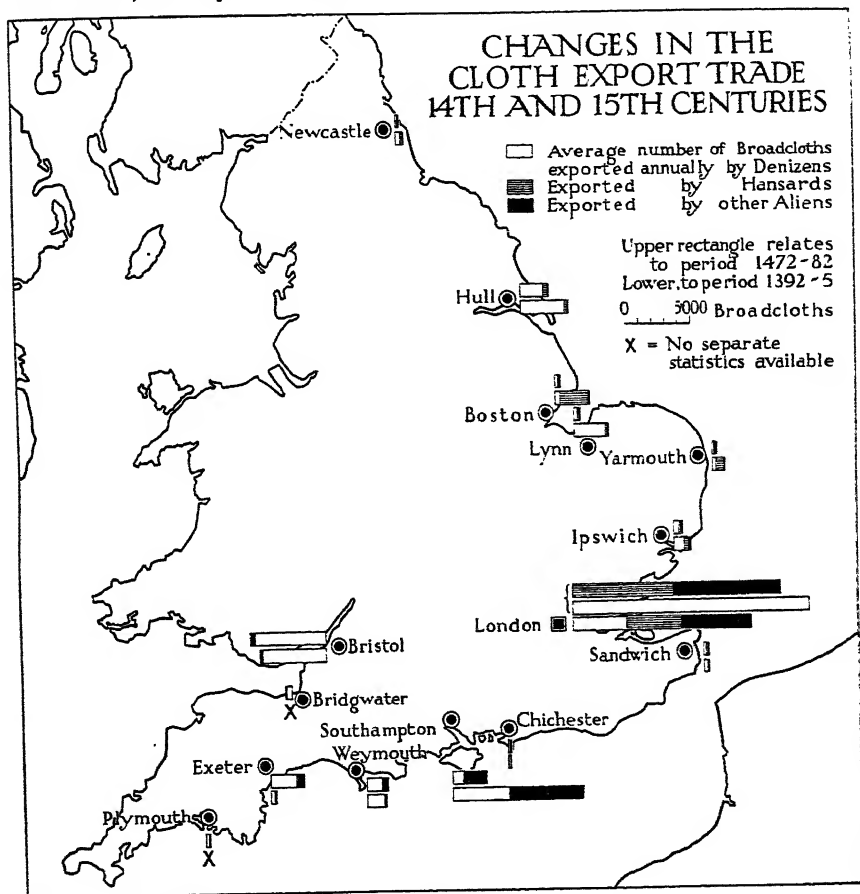 CHANGES IN THE
CLOTH EXPORT TRADE
14TH AND 15TH CENTURIES
Average number of Broadcloths
exported annually by Denizens
Exported by Hansards
Exported by other Aliens
Upper rectangle relates
to period 1472-82
Lower, to period 1392-5
0 5000 Broadcloths
X = No separate
statistics available
Newcastle
Hull
Boston
Lynn
Yarmouth
Ipswich
London
Sandwich
Bristol
Bridgwater
X
Southampton
Chichester
Weymouth
Exeter
Plymouth
X